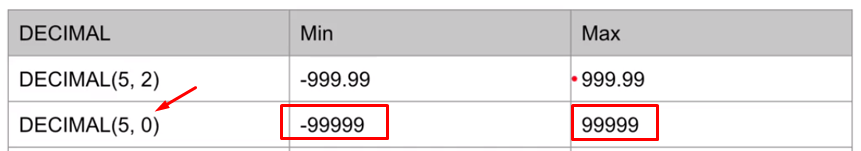 DECIMAL Min Max
DECIMAL(5, 2) -999.99 999.99
DECIMAL(5, 0) -99999 99999